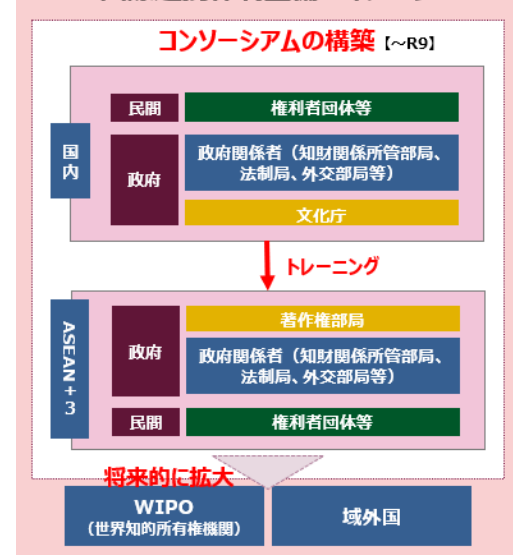 コンソーシアムの構築【~R9】
国内
民間
権利者団体等
政府
政府関係者（知財関係所管部局、
法制局、外交部局等）
文化庁
トレーニング
ASEAN+3
政府
著作権部局
政府関係者（知財関係所管部局、
法制局、外交部局等）
民間
権利者団体等
将来的に拡大
WIPO
（世界知的所有権機関）
域外国